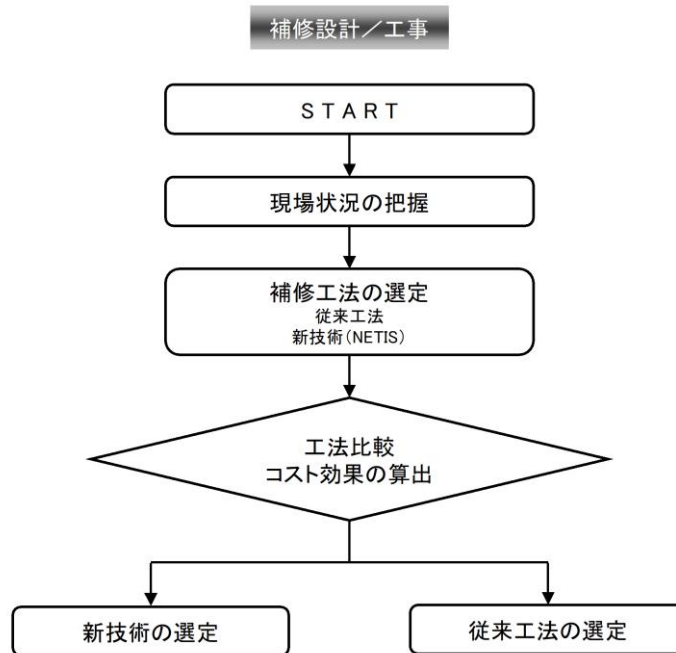 補修設計／工事
ＳＴＡＲＴ
現場状況の把握
補修工法の選定
従来工法
新技術(NETIS)
工法比較
コスト効果の算出
新技術の選定
従来工法の選定